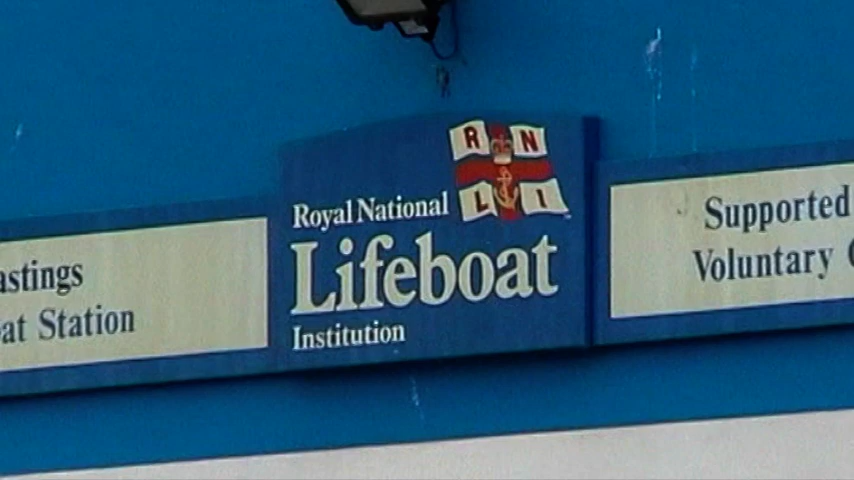 astings
at Station
R N
L I
Royal National
Lifeboat
Institution
Supported
Voluntary